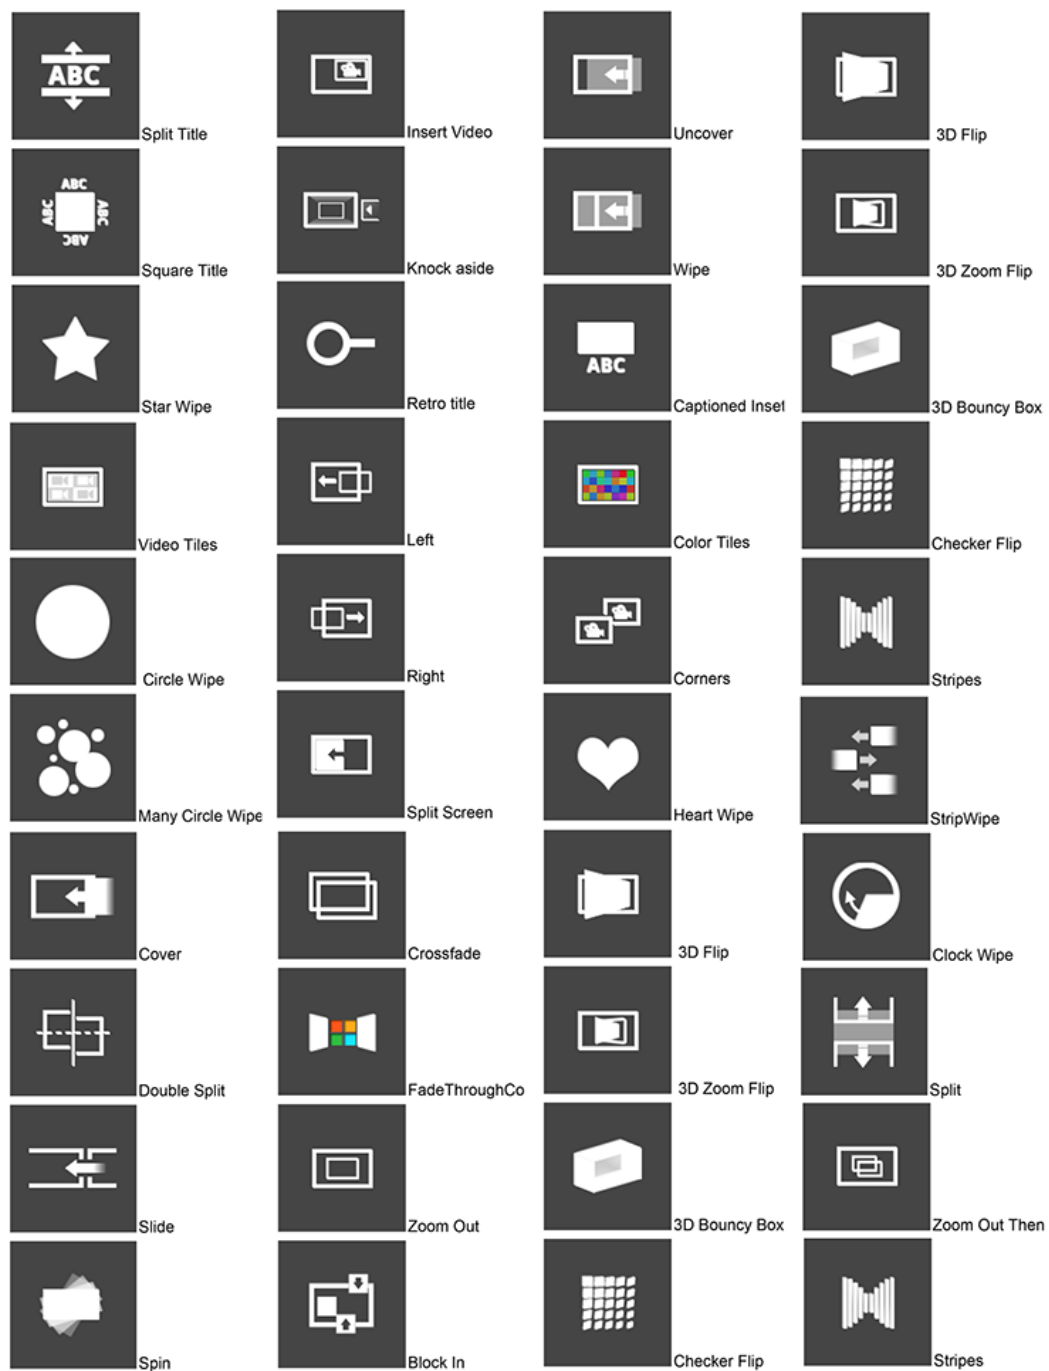 ABC
Split Title
Insert Video
Uncover
3D Flip
ABC
ABC
ABC
ABC
Square Title
Knock aside
Wipe
3D Zoom Flip
Star Wipe
Retro title
ABC
Captioned Inset
3D Bouncy Box
Video Tiles
Left
Color Tiles
Checker Flip
Circle Wipe
Right
Corners
Stripes
Many Circle Wipe
Split Screen
Heart Wipe
StripWipe
Cover
Crossfade
3D Flip
Clock Wipe
Double Split
FadeThroughCo
3D Zoom Flip
Split
Slide
Zoom Out
3D Bouncy Box
Zoom Out Then
Spin
Block In
Checker Flip
Stripes